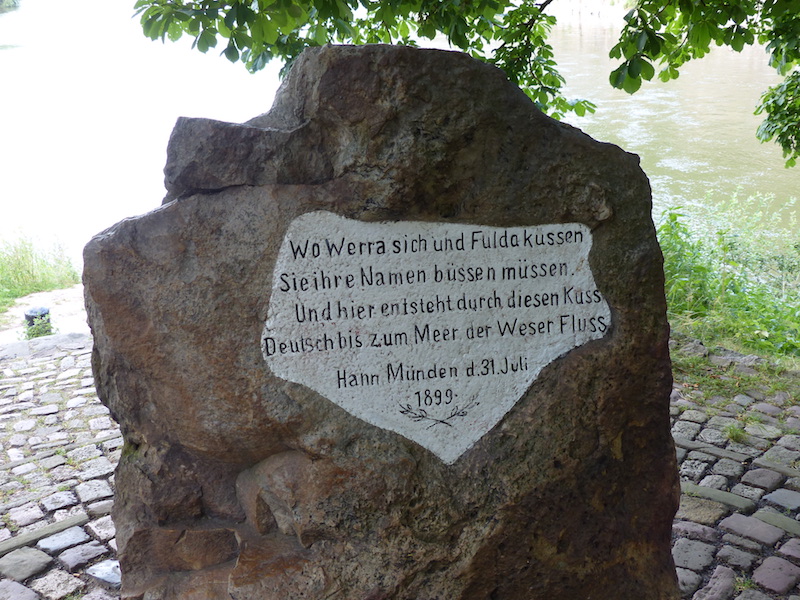 Wo Werra sich und Fulda küssen
Sie ihre Namen büssen müssen.
Und hier entsteht durch diesen Kuss
Deutsch bis zum Meer der Weser Fluss
Hann Münden d. 31. Juli
1899.